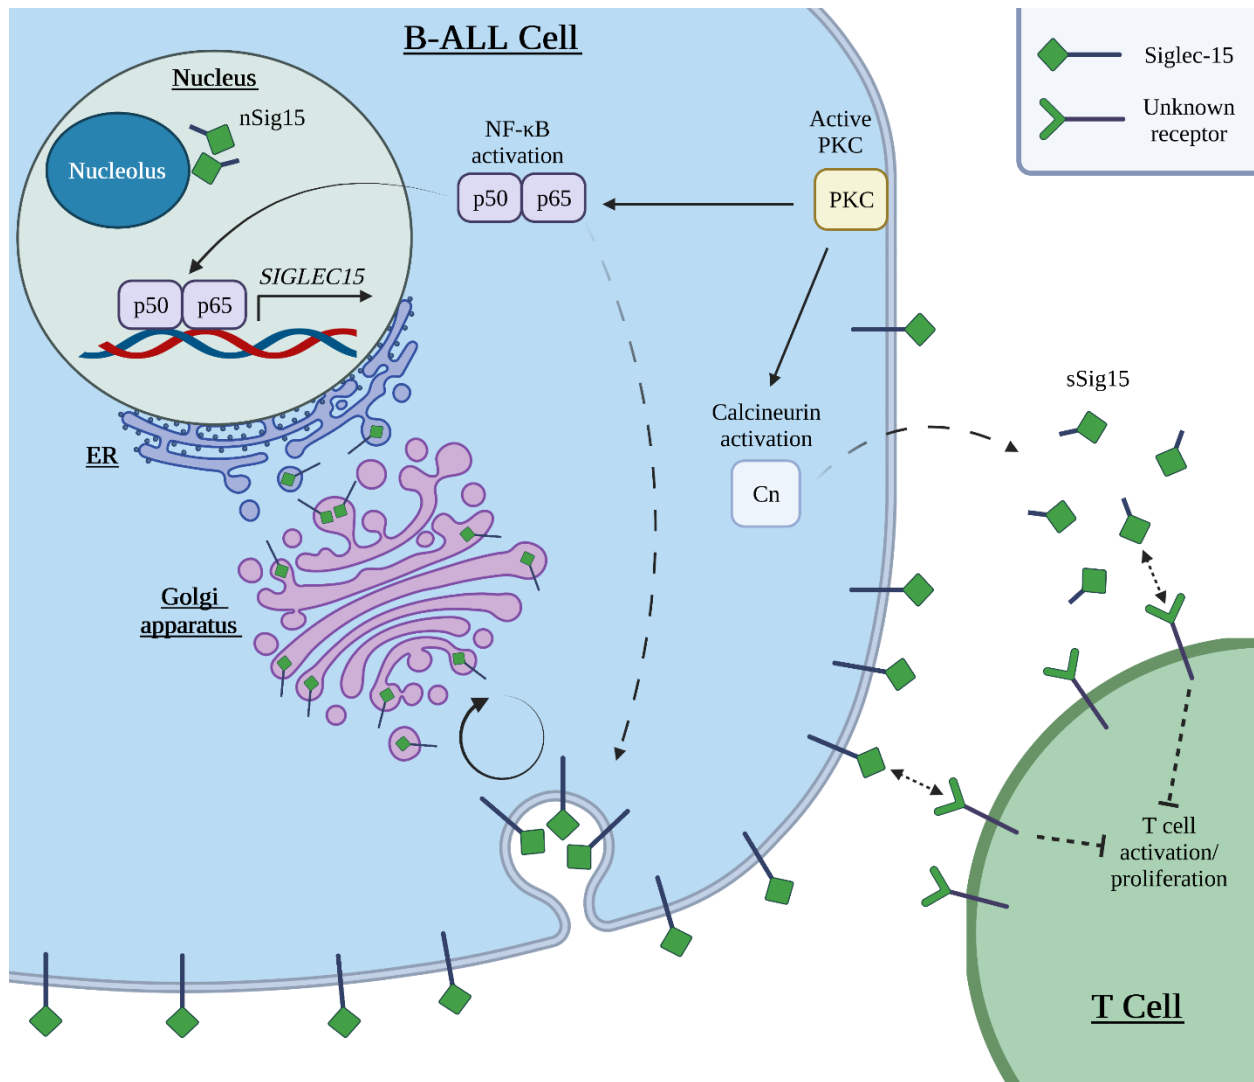 B-ALL Cell
Nucleus
nSig15
Nucleolus
NF-κB
activation
p50
p65
Active
PKC
PKC
Siglec-15
Unknown
receptor
SIGLEC15
p50
p65
ER
Calcineurin
activation
Cn
sSig15
Golgi
apparatus
T cell
activation/
proliferation
T Cell